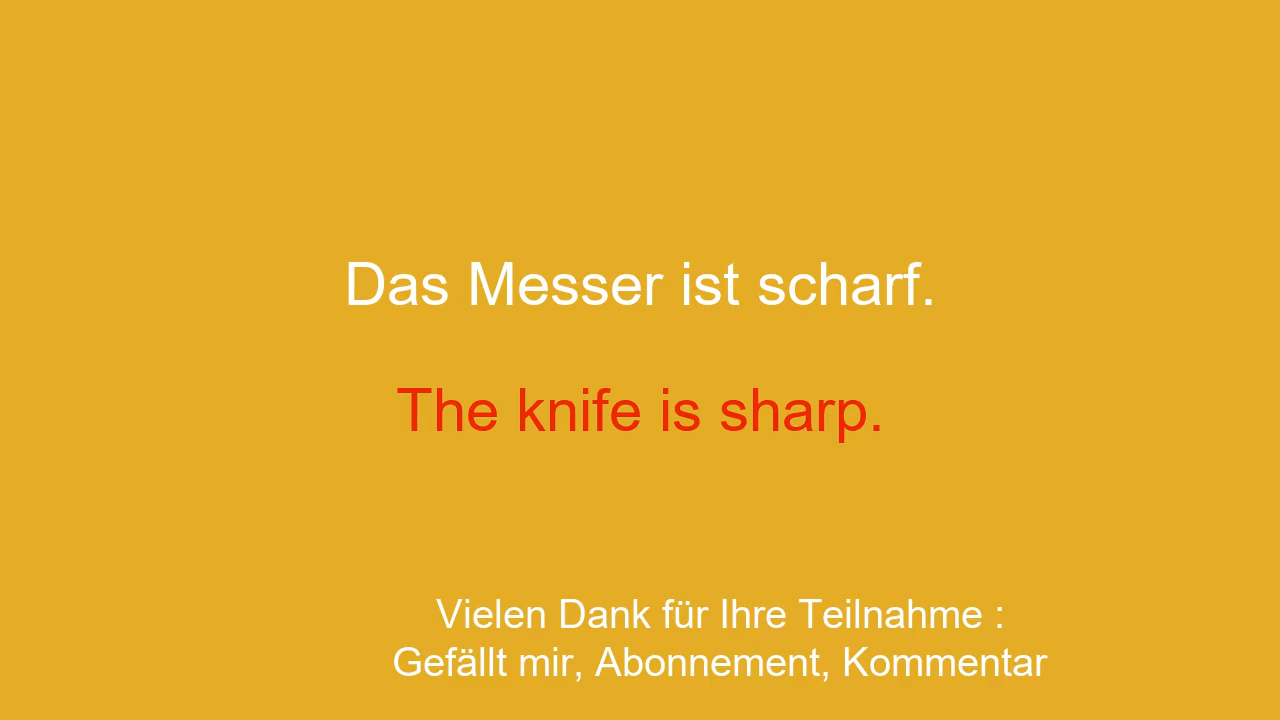 Das Messer ist scharf.
The knife is sharp.
Vielen Dank für Ihre Teilnahme :
Gefällt mir, Abonnement, Kommentar